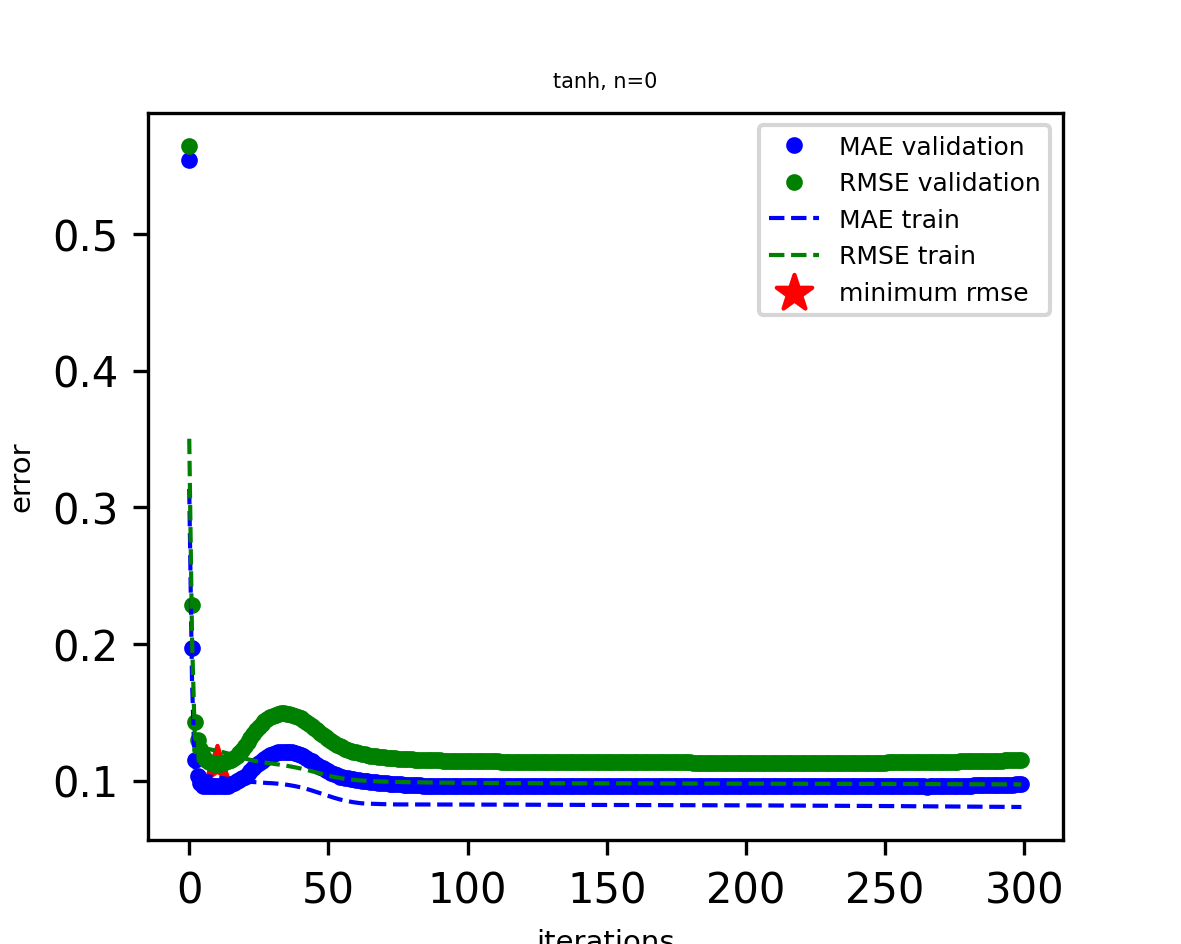 tanh, n=0
MAE validation
RMSE validation
MAE train
RMSE train
minimum rmse
error
0.5
0.4
0.3
0.2
0.1
0 50 100 150 200 250 300
iterations